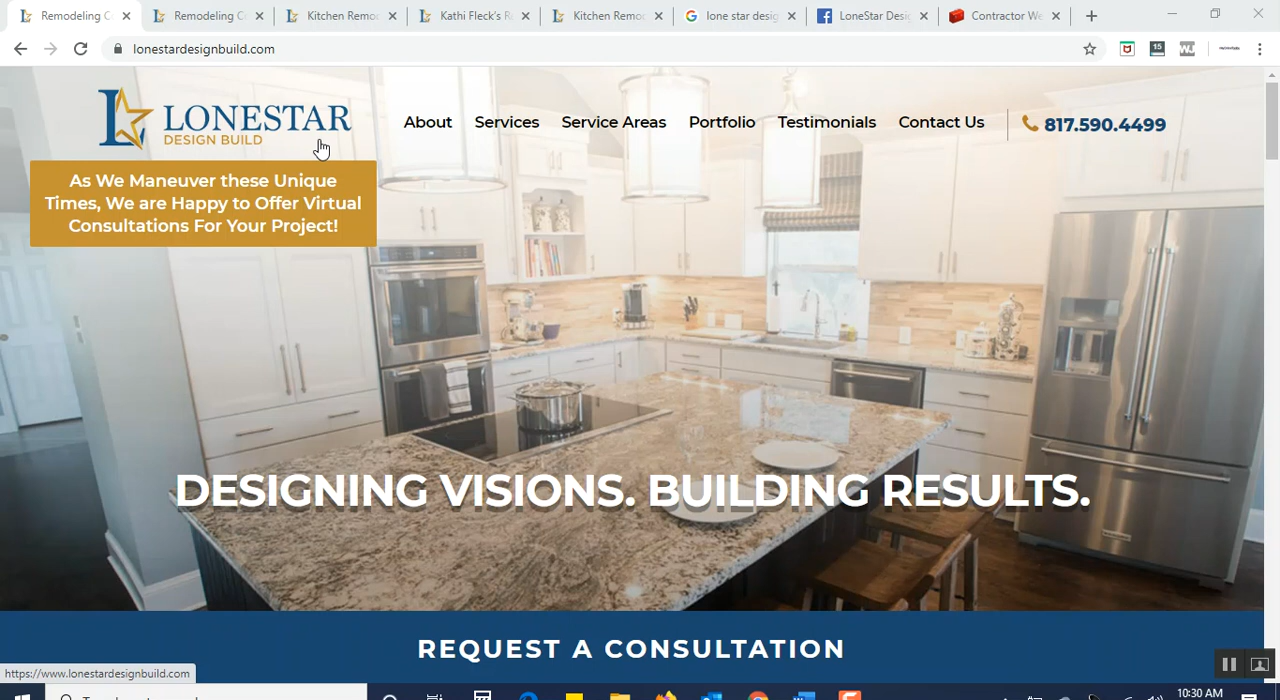 Remodeling C
Remodeling C
Kitchen Remo
Kathi Fleck's R
Kitchen Remo
lone star desig
LoneStar Desig
Contractor We
lonestardesignbuild.com
15
LONESTAR
DESIGN BUILD
About
Services
Service Areas
Portfolio
Testimonials
Contact Us
817.590.4499
As We Maneuver these Unique
Times, We are Happy to Offer Virtual
Consultations For Your Project!
DESIGNING VISIONS. BUILDING RESULTS.
REQUEST A CONSULTATION
https://www.lonestardesignbuild.com
10:30 AM